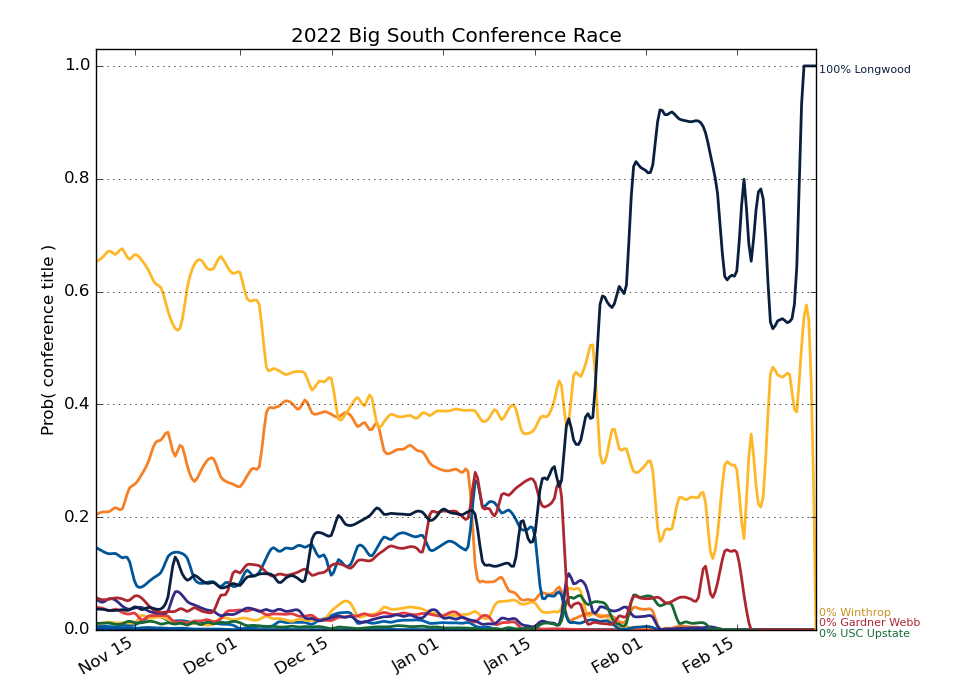 2022 Big South Conference Race
Prob( conference title )
1.0
0.8
0.6
0.4
0.2
0.0
Nov 15
Dec 01
Dec 15
Jan 01
Jan 15
Feb 01
Feb 15
100% Longwood
0% Winthrop
0% Gardner Webb
0% USC Upstate